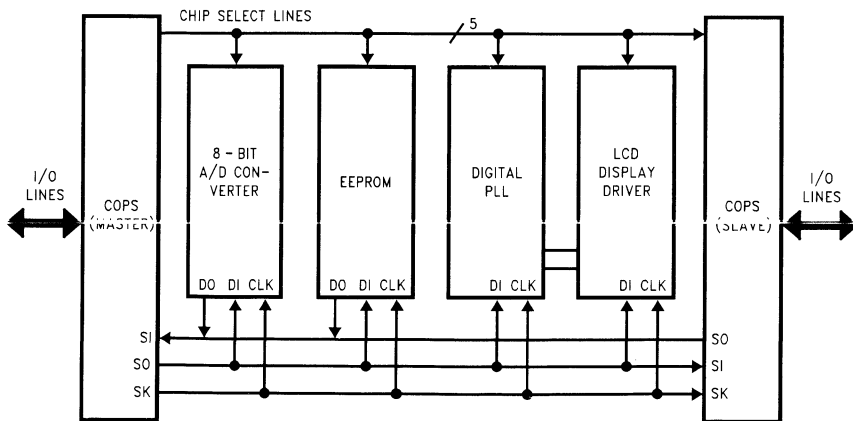 CHIP SELECT LINES
5
8-BIT
A/D CON-
VERTER
EEPROM
DIGITAL
PLL
LCD
DISPLAY
DRIVER
I/O
LINES
COPS
(MASTER)
COPS
(SLAVE)
I/O
LINES
DO DI CLK
DO DI CLK
DI CLK
DI CLK
SI
SO
SK
SO
SI
SK